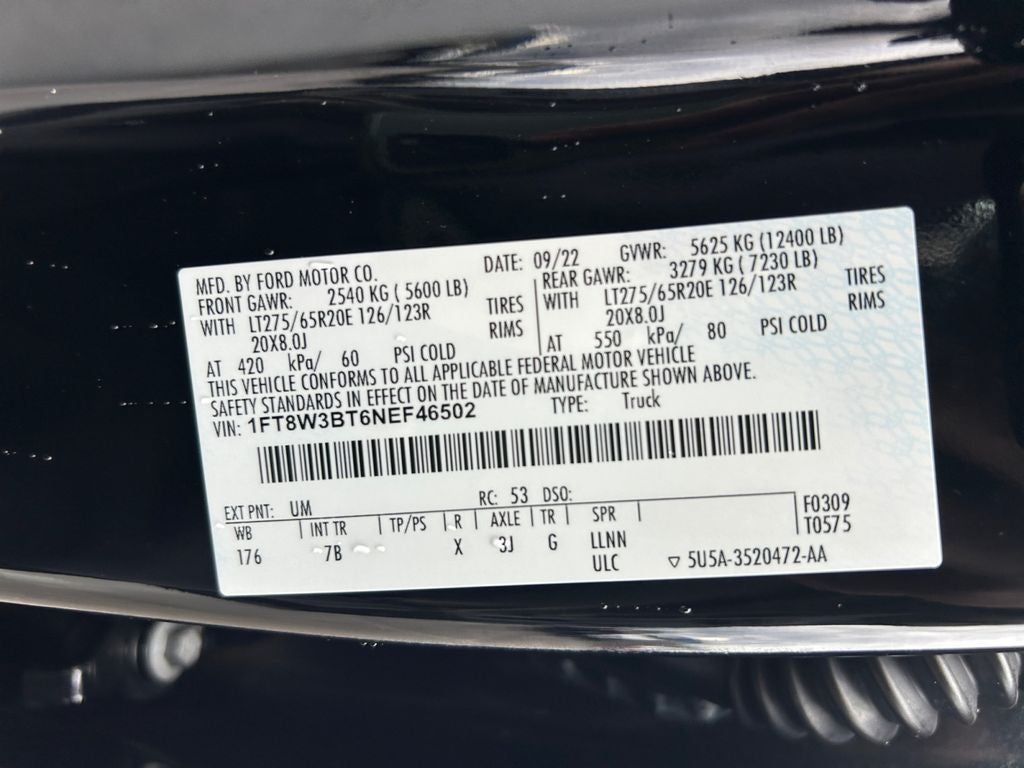 MFD. BY FORD MOTOR CO. DATE: 09/22 GVWR: 5625 KG (12400 LB)
FRONT GAWR: 2540 KG ( 5600 LB) REAR GAWR: 3279 KG ( 7230 LB)
WITH LT275/65R20E 126/123R TIRES WITH LT275/65R20E 126/123R TIRES
20X8.0J RIMS 20X8.0J RIMS
AT 420 kPa/ 60 PSI COLD AT 550 kPa/ 80 PSI COLD
THIS VEHICLE CONFORMS TO ALL APPLICABLE FEDERAL MOTOR VEHICLE
SAFETY STANDARDS IN EFFECT ON THE DATE OF MANUFACTURE SHOWN ABOVE.
VIN: 1FT8W3BT6NEF46502 TYPE: Truck
EXT PNT: UM RC: 53 DSO: F0309
WB INT TR TP/PS R AXLE TR SPR T0575
176 7B X 3J G LLNN
ULC ▽ 5U5A-3520472-AA